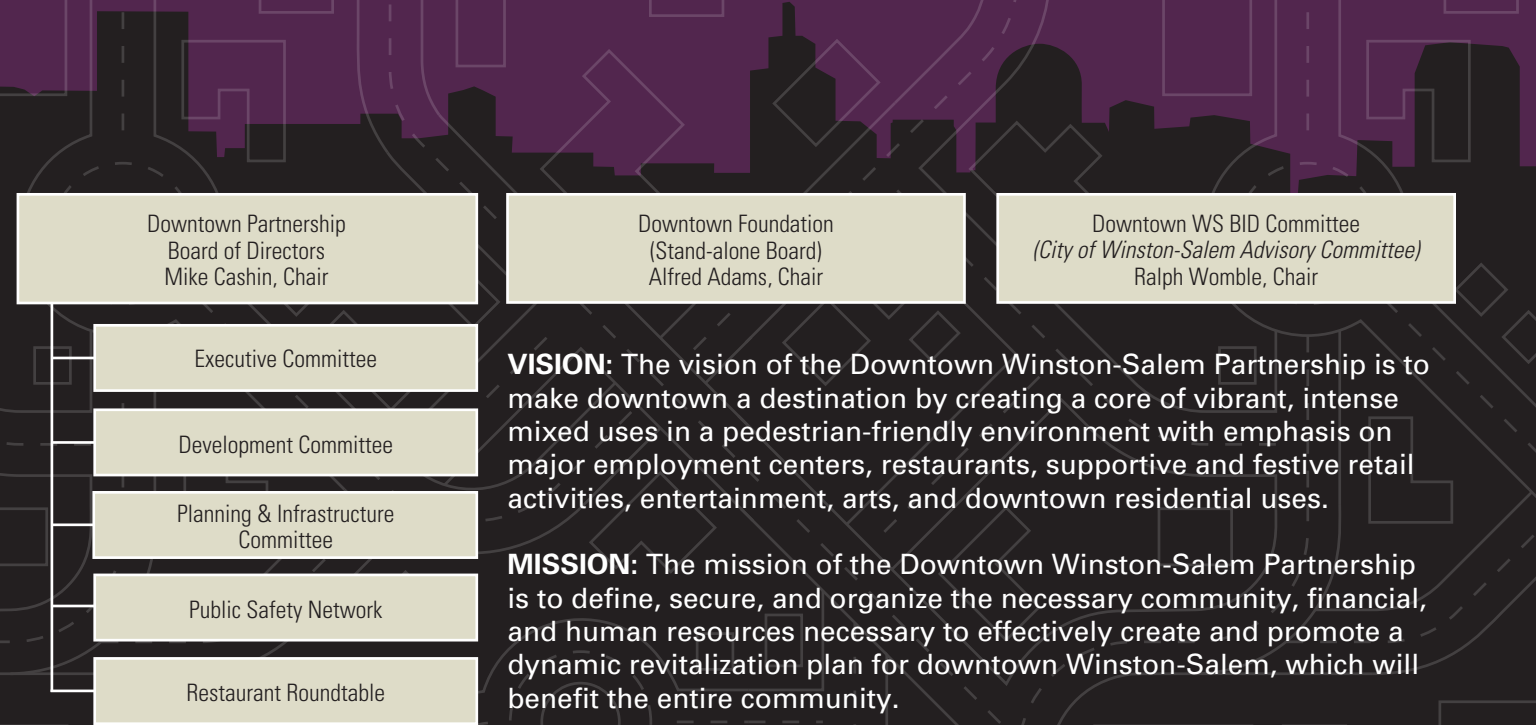 Downtown Partnership
Board of Directors
Mike Cashin, Chair
Downtown Foundation
(Stand-alone Board)
Alfred Adams, Chair
Downtown WS BID Committee
(City of Winston-Salem Advisory Committee)
Ralph Womble, Chair
Executive Committee
Development Committee
Planning & Infrastructure
Committee
Public Safety Network
Restaurant Roundtable
VISION: The vision of the Downtown Winston-Salem Partnership is to
make downtown a destination by creating a core of vibrant, intense
mixed uses in a pedestrian-friendly environment with emphasis on
major employment centers, restaurants, supportive and festive retail
activities, entertainment, arts, and downtown residential uses.
MISSION: The mission of the Downtown Winston-Salem Partnership
is to define, secure, and organize the necessary community, financial,
and human resources necessary to effectively create and promote a
dynamic revitalization plan for downtown Winston-Salem, which will
benefit the entire community.